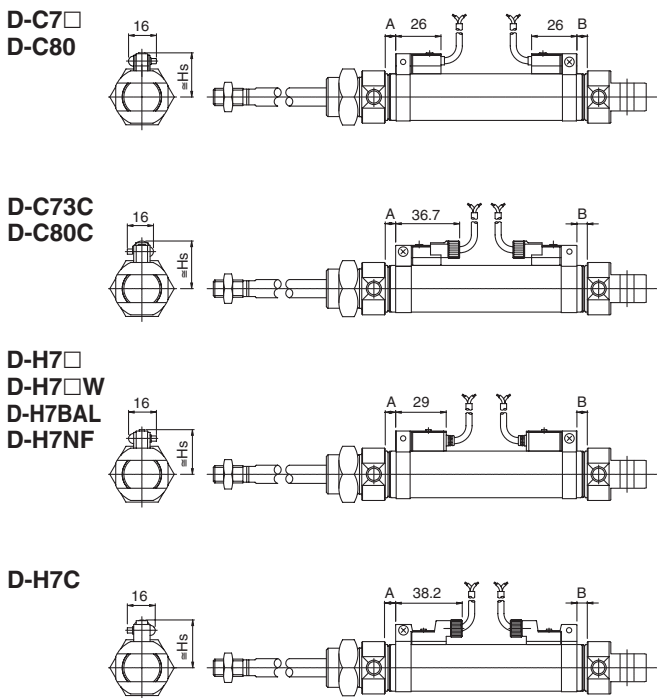 D-C7□
D-C80
16
≅Hs
A 26 26 B
D-C73C
D-C80C
16
≅Hs
A 36.7 B
D-H7□
D-H7□W
D-H7BAL
D-H7NF
16
≅Hs
A 29 B
D-H7C
16
≅Hs
A 38.2 B